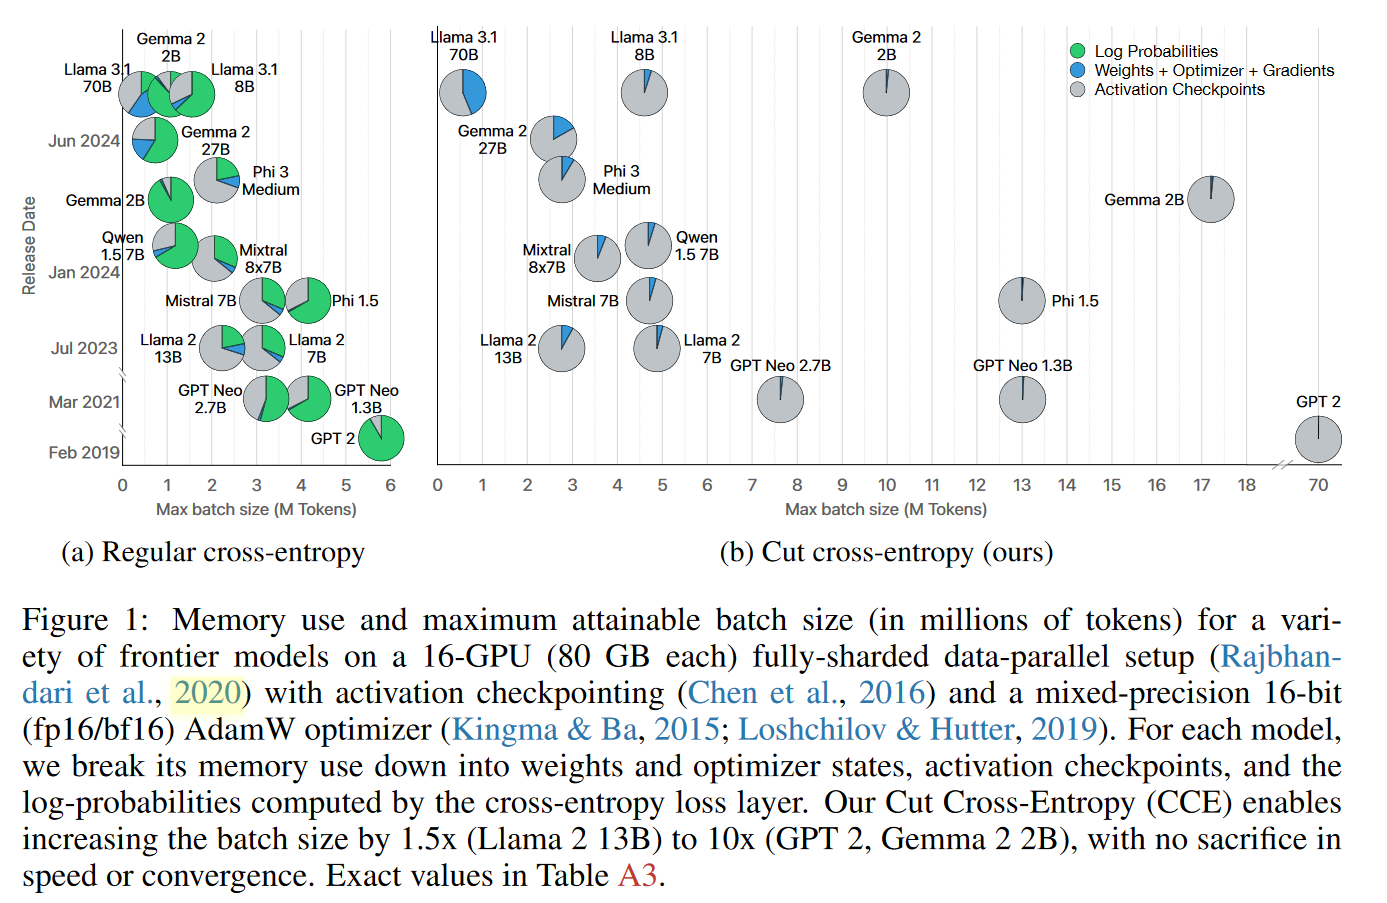 Gemma 2
2B
Llama 3.1
70B
Llama 3.1
8B
Jun 2024
Gemma 2
27B
Phi 3
Medium
Gemma 2B
Qwen
1.5 7B
Mixtral
8x7B
Jan 2024
Mistral 7B
Phi 1.5
Llama 2
13B
Llama 2
7B
Jul 2023
GPT Neo
2.7B
GPT Neo
1.3B
Mar 2021
GPT 2
Feb 2019
Release Date
0 1 2 3 4 5 6
Max batch size (M Tokens)
(a) Regular cross-entropy
Llama 3.1
70B
Llama 3.1
8B
Gemma 2
2B
Log Probabilities
Weights + Optimizer + Gradients
Activation Checkpoints
Gemma 2
27B
Phi 3
Medium
Gemma 2B
Mixtral
8x7B
Qwen
1.5 7B
Mistral 7B
Phi 1.5
Llama 2
13B
Llama 2
7B
GPT Neo 2.7B
GPT Neo 1.3B
GPT 2
0 1 2 3 4 5 6 7 8 9 10 11 12 13 14 15 16 17 18 70
Max batch size (M Tokens)
(b) Cut cross-entropy (ours)
Figure 1: Memory use and maximum attainable batch size (in millions of tokens) for a vari-
ety of frontier models on a 16-GPU (80 GB each) fully-sharded data-parallel setup (Rajbhan-
dari et al., 2020) with activation checkpointing (Chen et al., 2016) and a mixed-precision 16-bit
(fp16/bf16) AdamW optimizer (Kingma & Ba, 2015; Loshchilov & Hutter, 2019). For each model,
we break its memory use down into weights and optimizer states, activation checkpoints, and the
log-probabilities computed by the cross-entropy loss layer. Our Cut Cross-Entropy (CCE) enables
increasing the batch size by 1.5x (Llama 2 13B) to 10x (GPT 2, Gemma 2 2B), with no sacrifice in
speed or convergence. Exact values in Table A3.